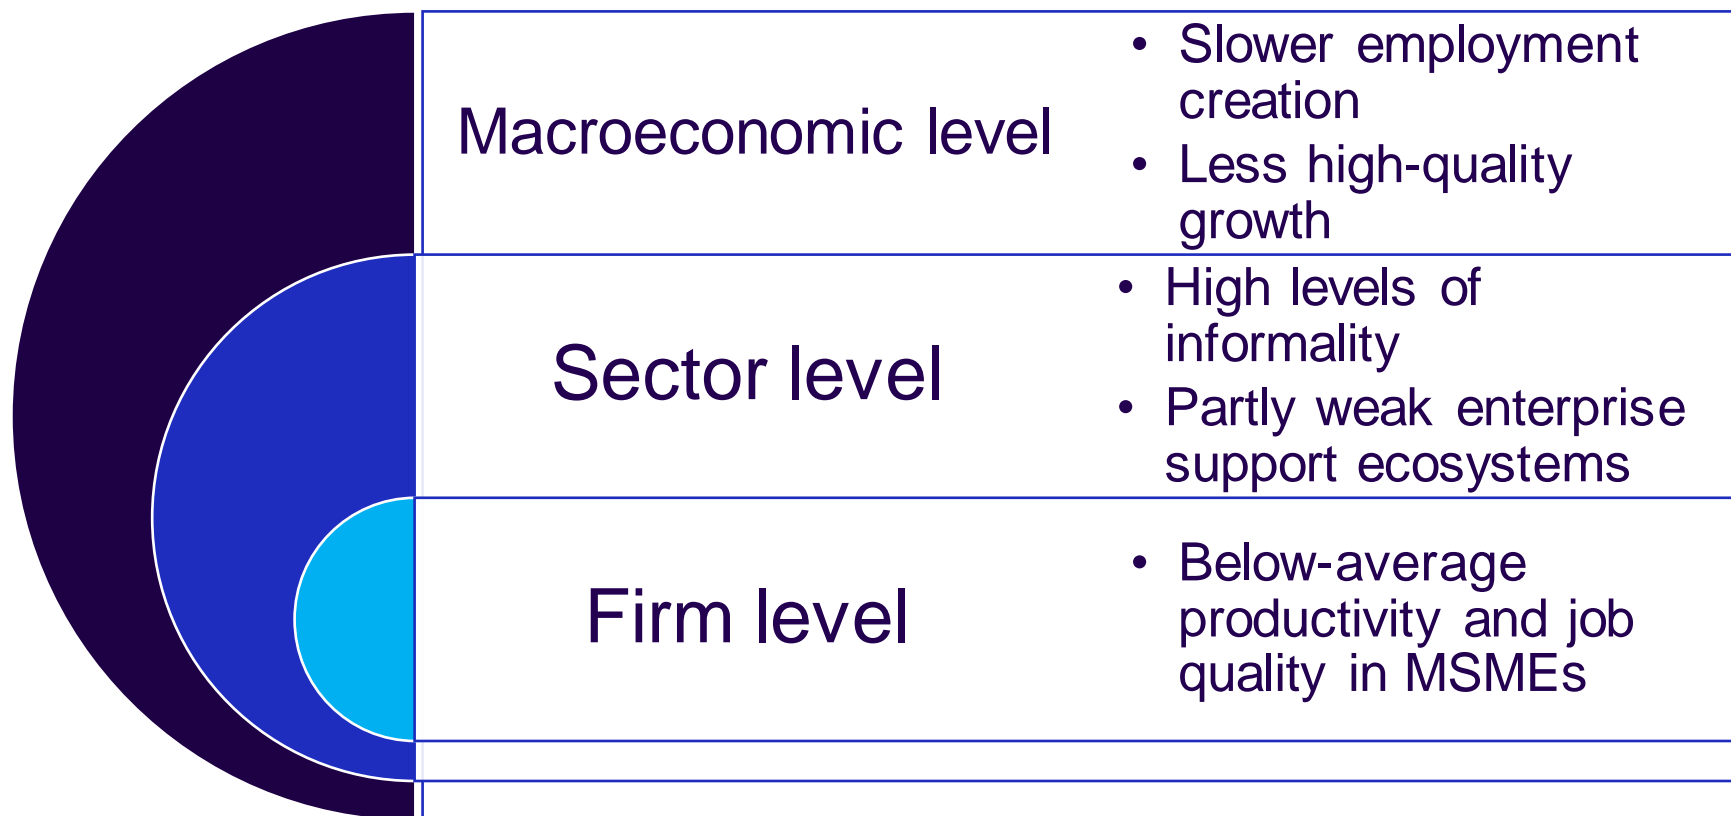 Macroeconomic level
• Slower employment
creation
• Less high-quality
growth
Sector level
• High levels of
informality
• Partly weak enterprise
support ecosystems
Firm level
• Below-average
productivity and job
quality in MSMEs